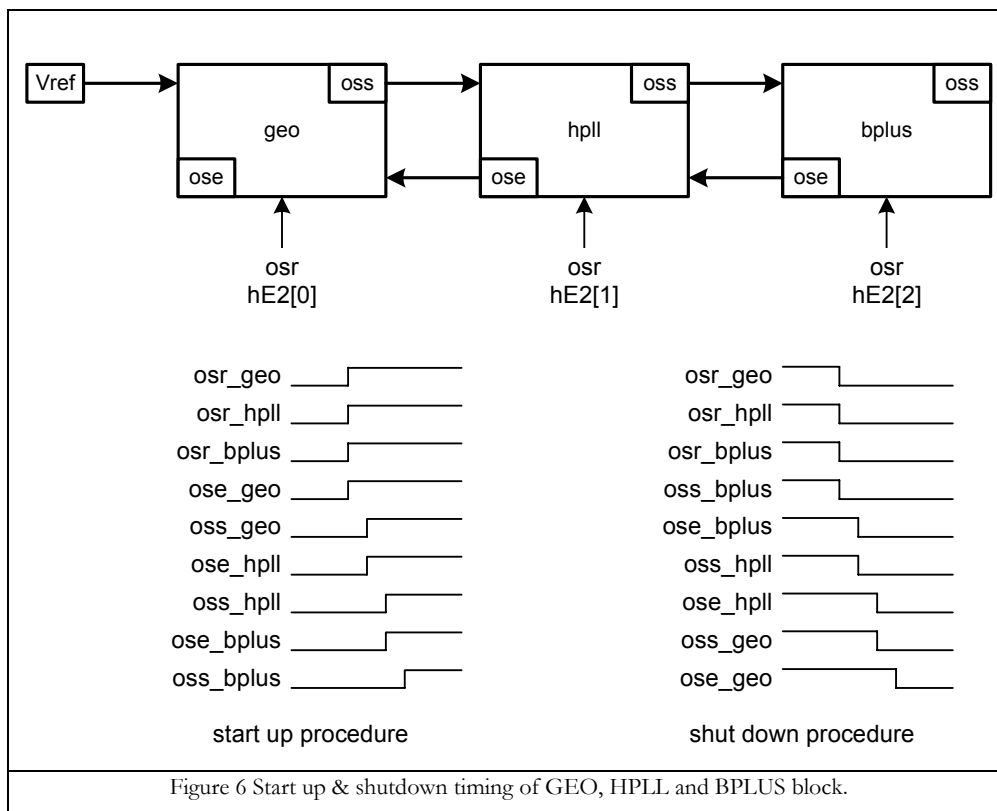 Vref
oss
oss
oss
geo
hpll
bplus
ose
ose
ose
osr
hE2[0]
osr
hE2[1]
osr
hE2[2]
osr_geo
osr_hpll
osr_bplus
ose_geo
oss_geo
ose_hpll
oss_hpll
ose_bplus
oss_bplus
start up procedure
osr_geo
osr_hpll
osr_bplus
oss_bplus
ose_bplus
oss_hpll
ose_hpll
oss_geo
ose_geo
shut down procedure
Figure 6 Start up & shutdown timing of GEO, HPLL and BPLUS block.